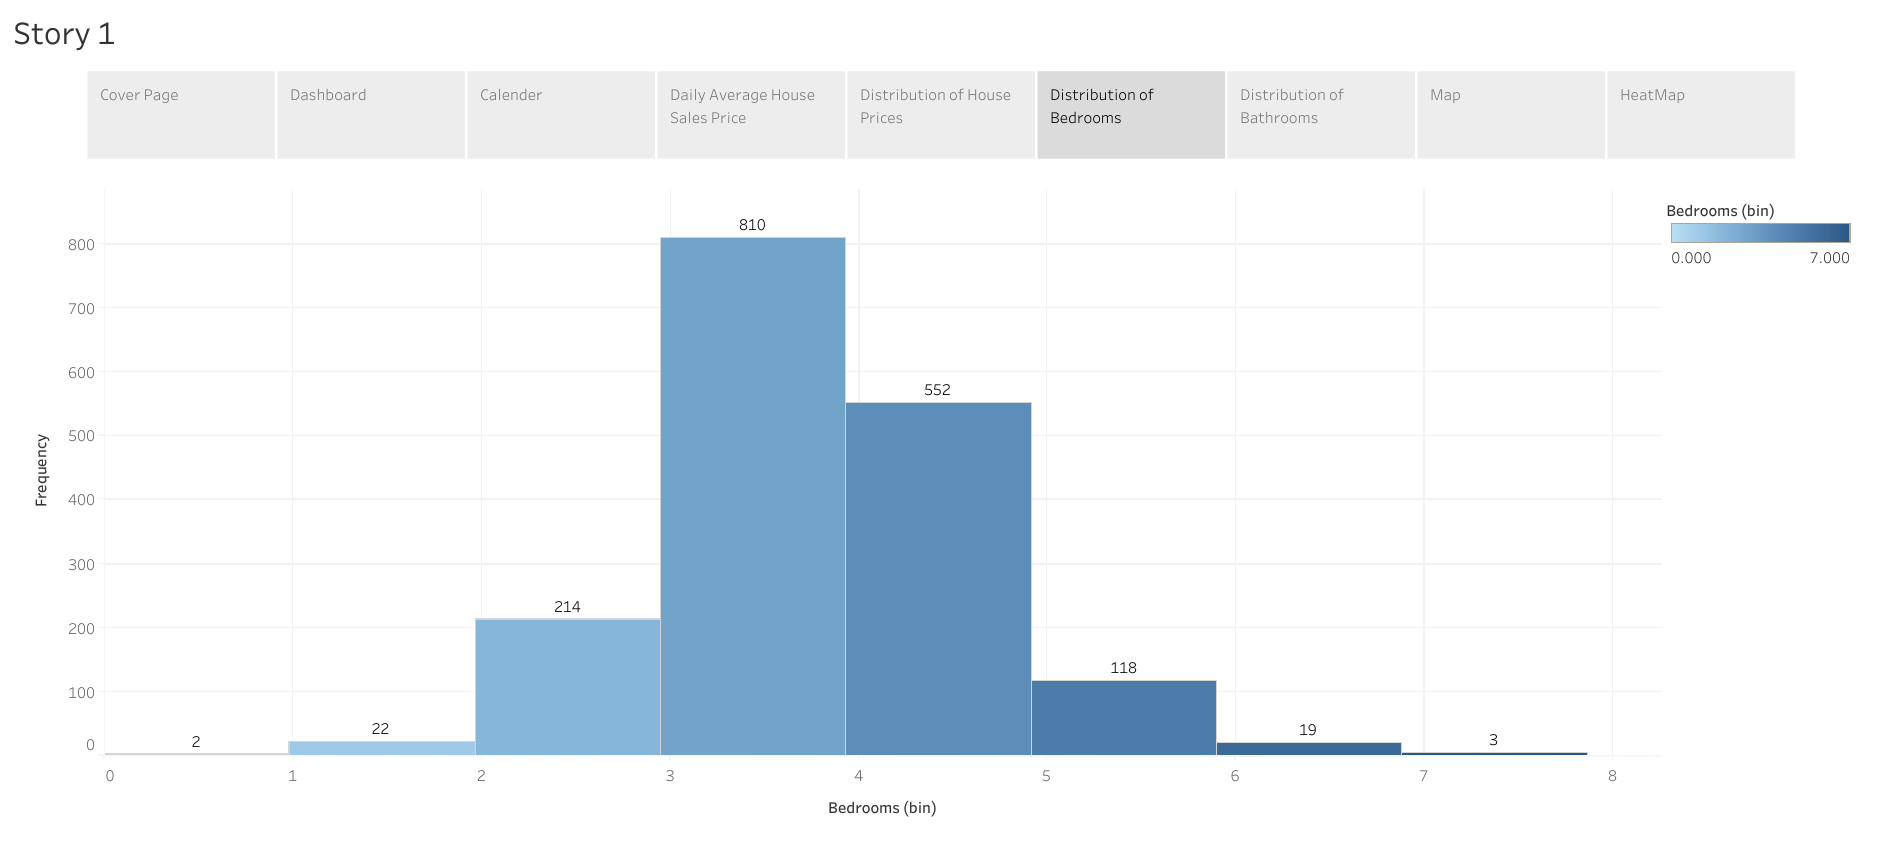 Story 1
Cover Page
Dashboard
Calender
Daily Average House
Sales Price
Distribution of House
Prices
Distribution of
Bedrooms
Distribution of
Bathrooms
Map
HeatMap
Bedrooms (bin)
0.000 7.000
Frequency
800
700
600
500
400
300
200
100
0
2
22
214
810
552
118
19
3
0 1 2 3 4 5 6 7 8
Bedrooms (bin)